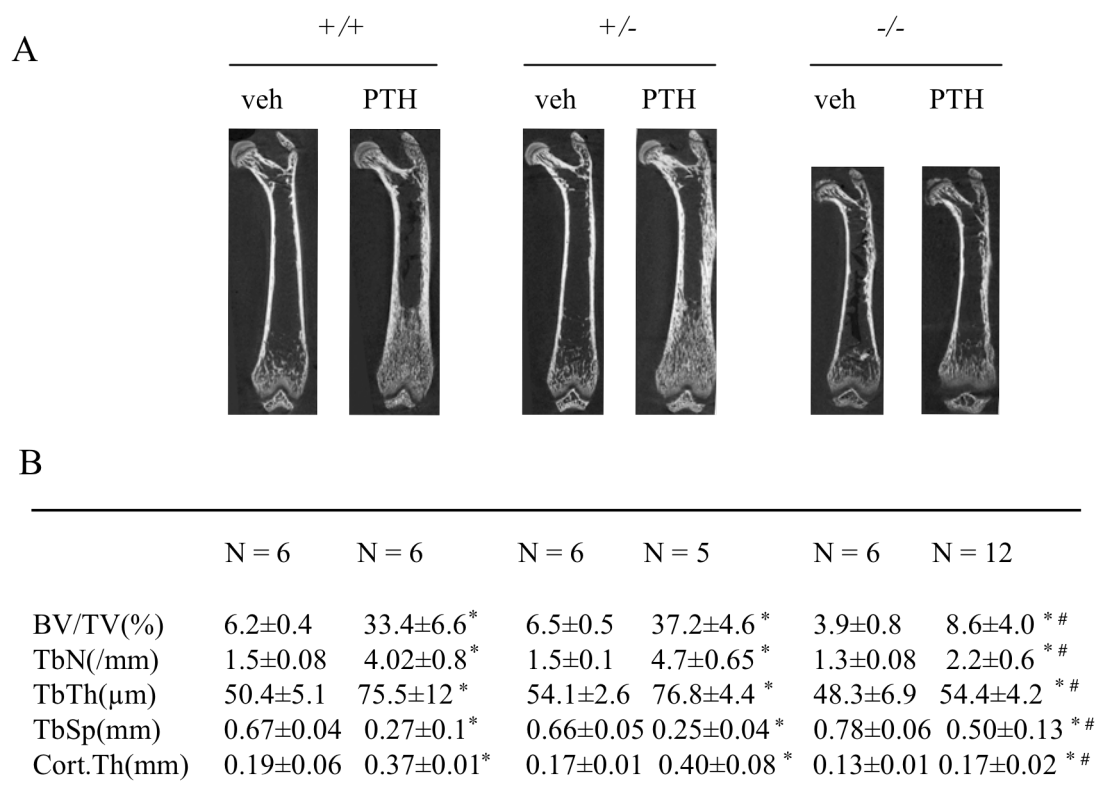 A
+/+ +/- -/-
veh PTH veh PTH veh PTH
B
N = 6 N = 6 N = 6 N = 5 N = 6 N = 12
BV/TV(%) 6.2±0.4 33.4±6.6* 6.5±0.5 37.2±4.6* 3.9±0.8 8.6±4.0*#
TbN(/mm) 1.5±0.08 4.02±0.8* 1.5±0.1 4.7±0.65* 1.3±0.08 2.2±0.6*#
TbTh(µm) 50.4±5.1 75.5±12* 54.1±2.6 76.8±4.4* 48.3±6.9 54.4±4.2*#
TbSp(mm) 0.67±0.04 0.27±0.1* 0.66±0.05 0.25±0.04* 0.78±0.06 0.50±0.13*#
Cort.Th(mm) 0.19±0.06 0.37±0.01* 0.17±0.01 0.40±0.08* 0.13±0.01 0.17±0.02*#